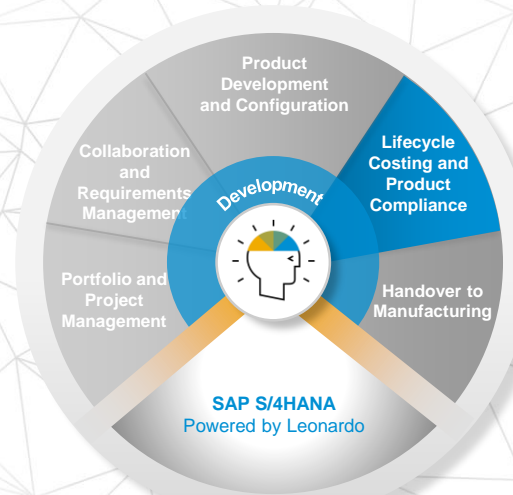 Product
Development
and Configuration
Collaboration
and
Requirements
Management
Lifecycle
Costing and
Product
Compliance
Development
Portfolio and
Project
Management
Handover to
Manufacturing
SAP S/4HANA
Powered by Leonardo